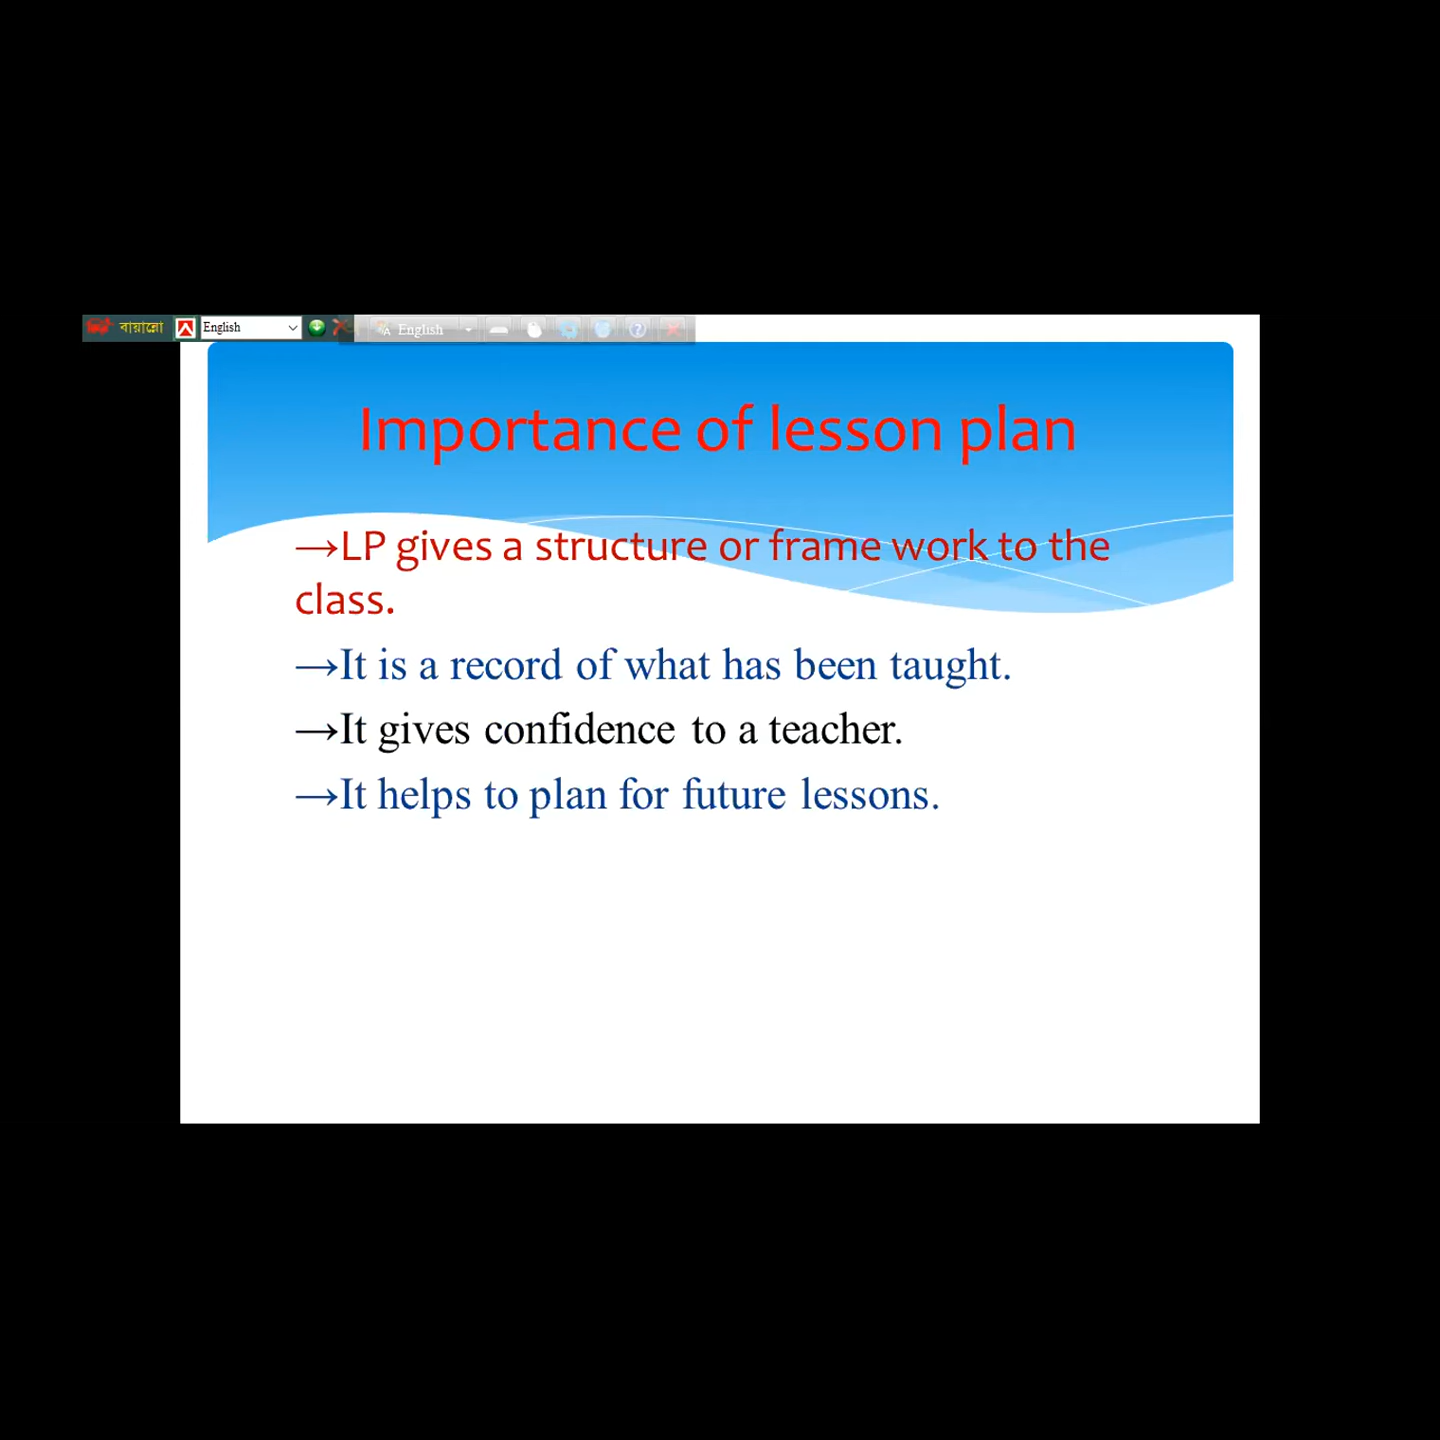 বায়ান্নো English English
Importance of lesson plan
→LP gives a structure or frame work to the
class.
→It is a record of what has been taught.
→It gives confidence to a teacher.
→It helps to plan for future lessons.